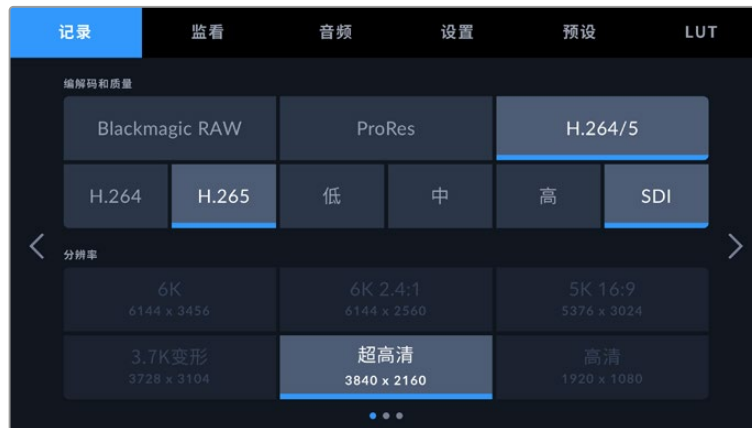 记录 监看 音频 设置 预设 LUT
编解码和质量
Blackmagic RAW ProRes H.264/5
H.264 H.265 低 中 高 SDI
分辨率
6K 6K 2.4:1 5K 16:9
6144 x 3456 6144 x 2560 5376 x 3024
3.7K变形 超高清 高清
3728 x 3104 3840 x 2160 1920 x 1080